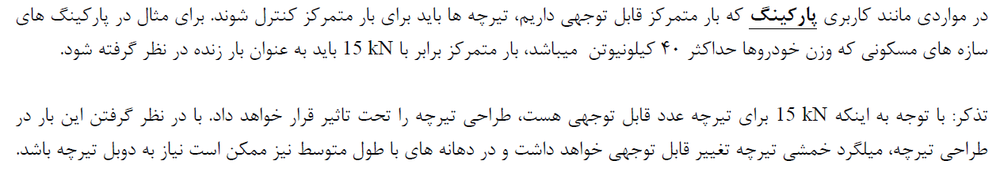 در مواردی مانند کاربری پارکینگ که بار متمرکز قابل توجهی داریم، تیرچه ها باید برای بار متمرکز کنترل شوند. برای مثال در پارکینگ های
سازه های مسکونی که وزن خودروها حداکثر ۴۰ کیلونیوتن میباشد، بار متمرکز برابر با 15 kN باید به عنوان بار زنده در نظر گرفته شود.
تذکر: با توجه به اینکه 15 kN برای تیرچه عدد قابل توجهی هست، طراحی تیرچه را تحت تاثیر قرار خواهد داد. با در نظر گرفتن این بار در
طراحی تیرچه، میلگرد خمشی تیرچه تغییر قابل توجهی خواهد داشت و در دهانه های با طول متوسط نیز ممکن است نیاز به دوبل تیرچه باشد.